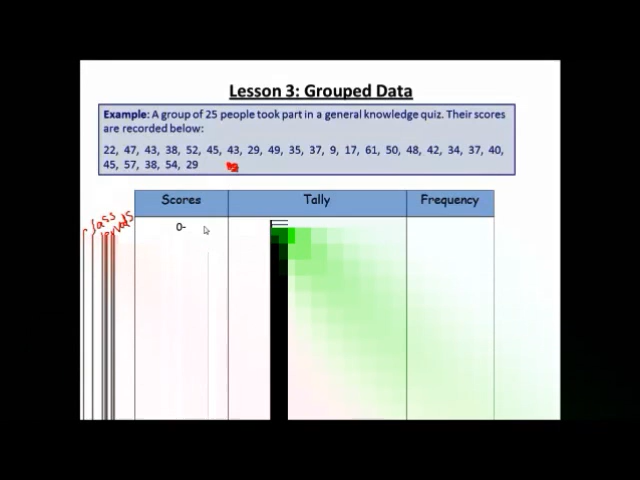 Lesson 3: Grouped Data
Example: A group of 25 people took part in a general knowledge quiz. Their scores
are recorded below:
22, 47, 43, 38, 52, 45, 43, 29, 49, 35, 37, 9, 17, 61, 50, 48, 42, 34, 37, 40,
45, 57, 38, 54, 29
Scores Tally Frequency
class
0-